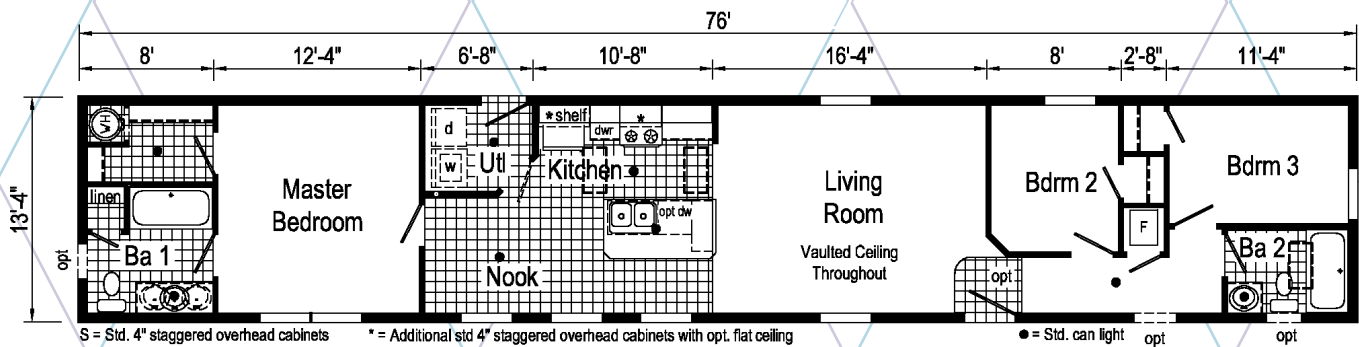 76'
8' 12'-4" 6'-8" 10'-8" 16'-4" 8' 2'-8" 11'-4"
13'-4"
WH
d
w
Utl
* shelf
dwr
*
Kitchen
opt dw
Nook
linen
Ba 1
opt
Master
Bedroom
Living
Room
Vaulted Ceiling
Throughout
opt
Bdrm 2
F
Bdrm 3
Ba 2
S = Std. 4" staggered overhead cabinets
* = Additional std 4" staggered overhead cabinets with opt. flat ceiling
● = Std. can light
opt
opt